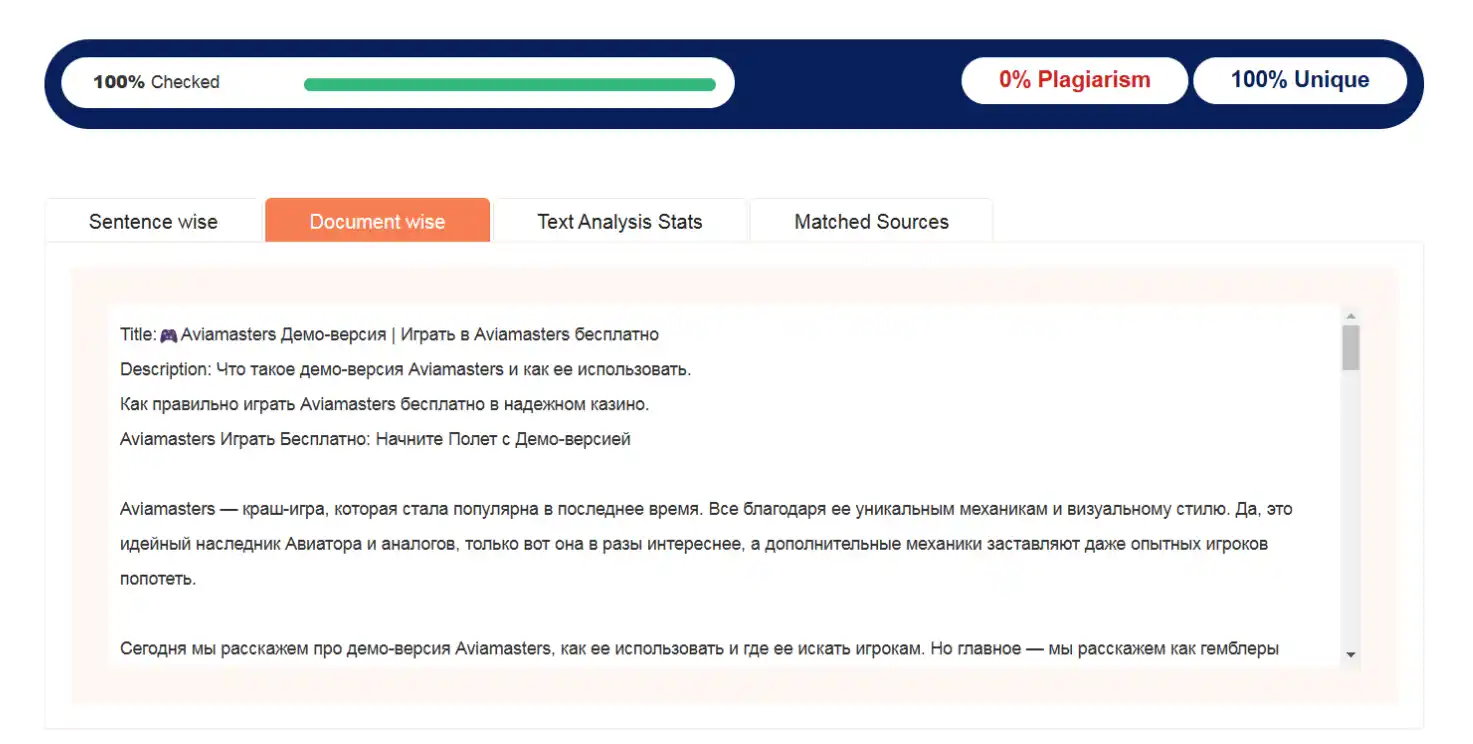 100% Checked
0% Plagiarism
100% Unique
Sentence wise
Document wise
Text Analysis Stats
Matched Sources
Title:🎮Aviamasters Демо-версия | Играть в Aviamasters бесплатно
Description: Что такое демо-версия Aviamasters и как ее использовать.
Как правильно играть Aviamasters бесплатно в надежном казино.
Aviamasters Играть Бесплатно: Начните Полет с Демо-версией
Aviamasters — краш-игра, которая стала популярна в последнее время. Все благодаря ее уникальным механикам и визуальному стилю. Да, это
идейный наследник Авиатора и аналогов, только вот она в разы интереснее, а дополнительные механики заставляют даже опытных игроков
попотеть.
Сегодня мы расскажем про демо-версия Aviamasters, как ее использовать и где ее искать игрокам. Но главное — мы расскажем как гемблеры